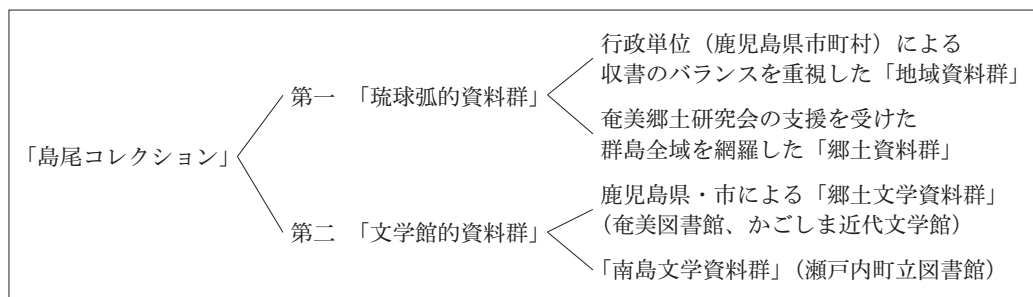 「島尾コレクション」
第一　「琉球弧的資料群」
行政単位（鹿児島県市町村）による
収書のバランスを重視した「地域資料群」
奄美郷土研究会の支援を受けた
群島全域を網羅した「郷土資料群」
第二　「文学館的資料群」
鹿児島県・市による「郷土文学資料群」
（奄美図書館、かごしま近代文学館）
「南島文学資料群」（瀬戸内町立図書館）